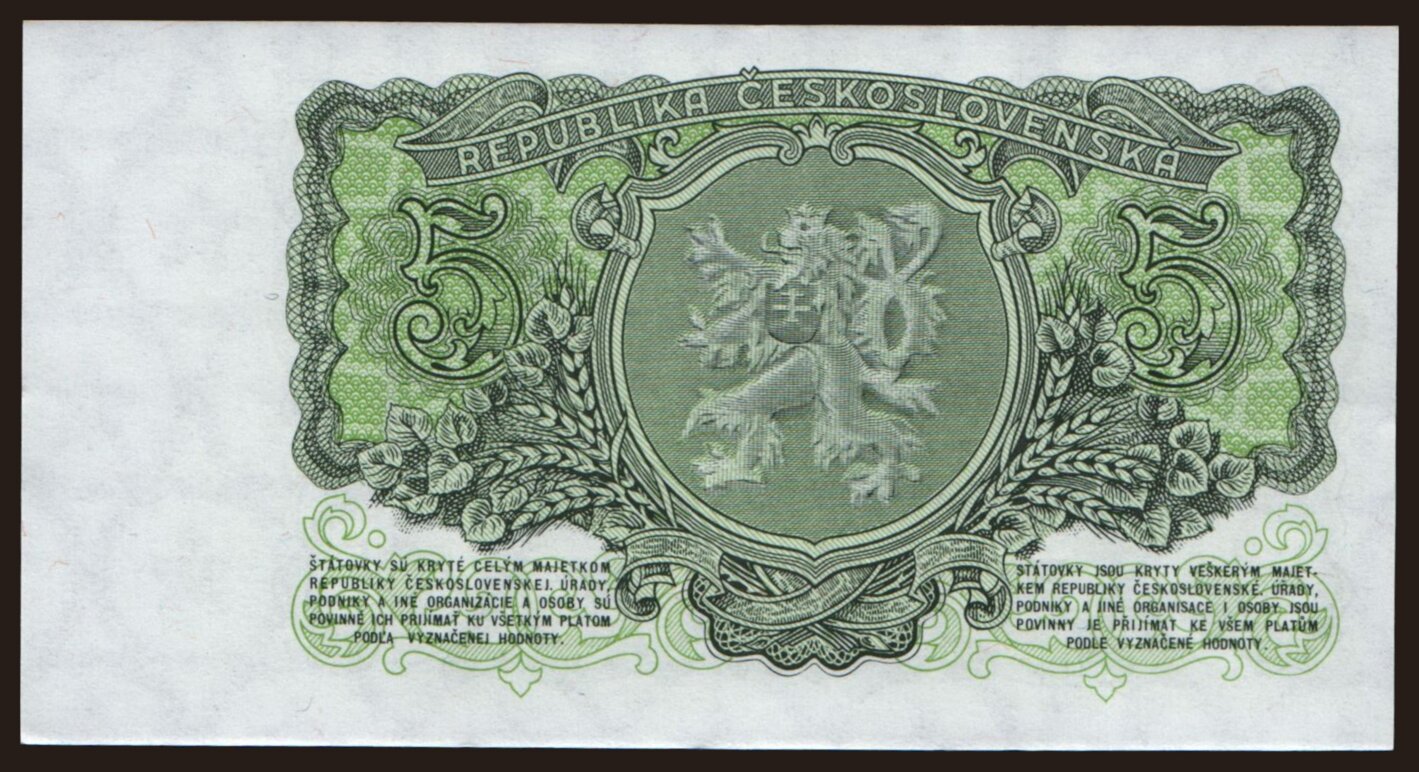 REPUBLIKA ČESKOSLOVENSKÁ
5
5
ŠTÁTOVKY SÚ KRYTÉ CELÝM MAJETKOM
REPUBLIKY ČESKOSLOVENSKEJ. ÚRADY,
PODNIKY A INÉ ORGANIZÁCIE A OSOBY SÚ
POVINNÉ ICH PRIJÍMAŤ KU VŠETKÝM PLATOM
PODĽA VYZNAČENEJ HODNOTY.
STÁTOVKY JSOU KRYTY VEŠKERÝM MAJET-
KEM REPUBLIKY ČESKOSLOVENSKÉ. ÚŘADY,
PODNIKY A JINÉ ORGANISACE I OSOBY JSOU
POVINNY JE PŘIJÍMAT KE VŠEM PLATŮM
PODLE VYZNAČENÉ HODNOTY.